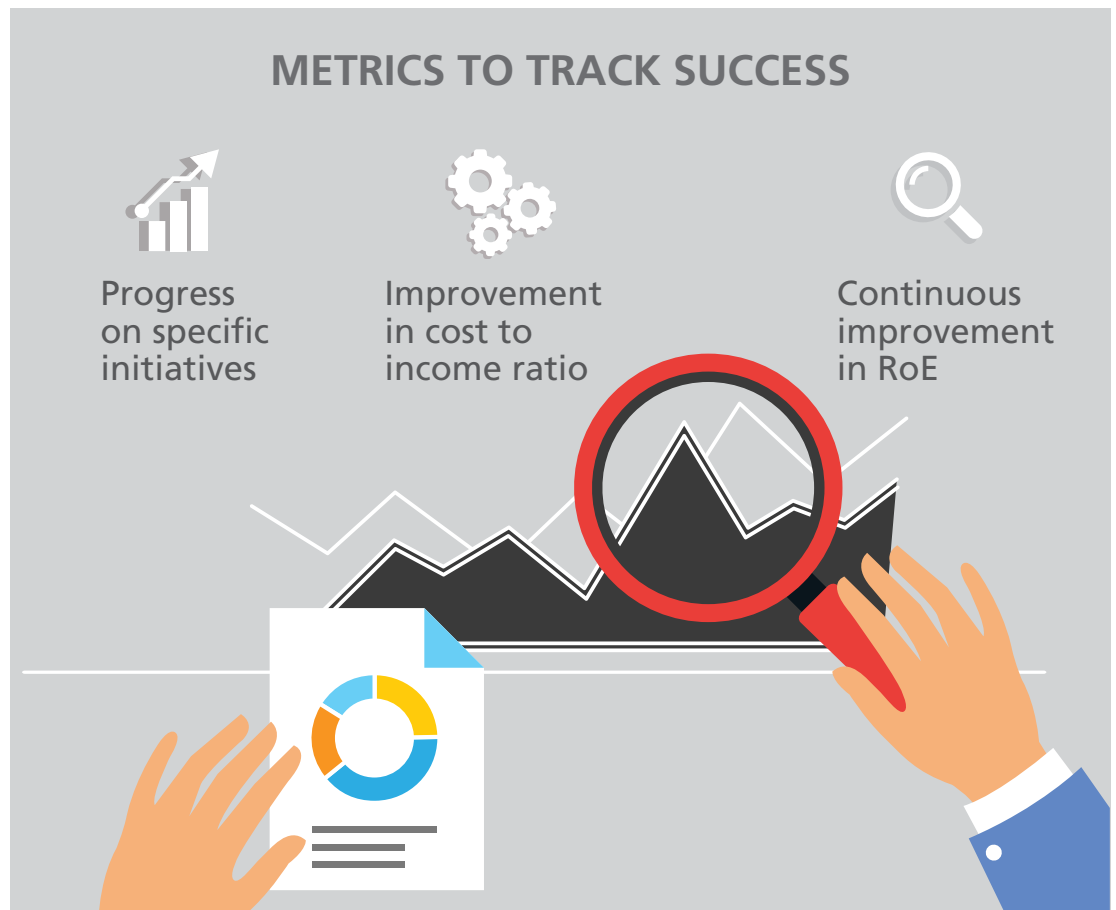 METRICS TO TRACK SUCCESS
Progress
on specific
initiatives
Improvement
in cost to
income ratio
Continuous
improvement
in RoE